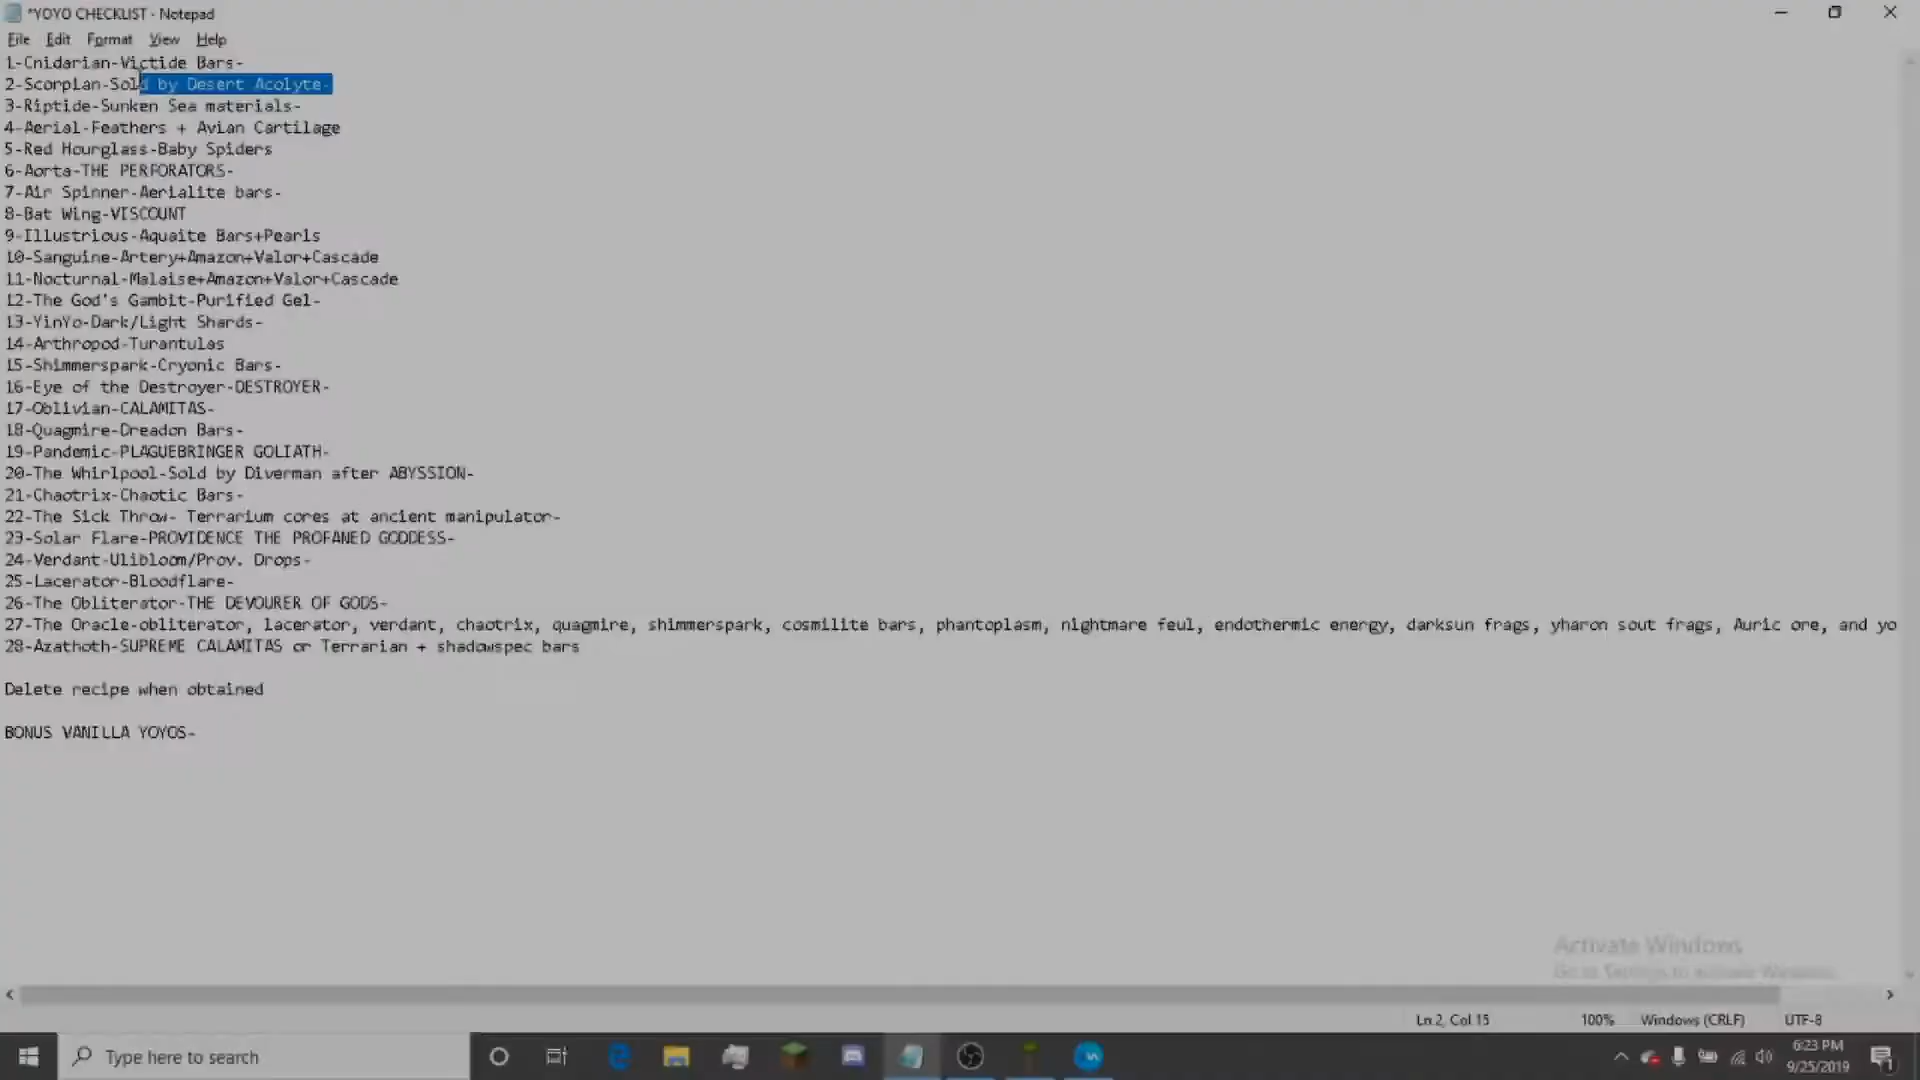 *YOYO CHECKLIST - Notepad
File Edit Format View Help
1-Cnidarian-Victide Bars-
2-Scorpian-Sold by Desert Acolyte-
3-Riptide-Sunken Sea materials-
4-Aerial-Feathers + Avian Cartilage
5-Red Hourglass-Baby Spiders
6-Aorta-THE PERFORATORS-
7-Air Spinner-Aerialite bars-
8-Bat Wing-VISCOUNT
9-Illustrious-Aquaite Bars+Pearls
10-Sanguine-Artery+Amazon+Valor+Cascade
11-Nocturnal-Malaise+Amazon+Valor+Cascade
12-The God's Gambit-Purified Gel-
13-YinYo-Dark/Light Shards-
14-Arthropod-Turantulas
15-Shimmerspark-Cryonic Bars-
16-Eye of the Destroyer-DESTROYER-
17-Oblivian-CALAMITAS-
18-Quagmire-Dreadon Bars-
19-Pandemic-PLAGUEBRINGER GOLIATH-
20-The Whirlpool-Sold by Diverman after ABYSSION-
21-Chaotrix-Chaotic Bars-
22-The Sick Throw- Terrarium cores at ancient manipulator-
23-Solar Flare-PROVIDENCE THE PROFANED GODDESS-
24-Verdant-Ulibloom/Prov. Drops-
25-Lacerator-Bloodflare-
26-The Obliterator-THE DEVOURER OF GODS-
27-The Oracle-obliterator, lacerator, verdant, chaotrix, quagmire, shimmerspark, cosmilite bars, phantoplasm, nightmare feul, endothermic energy, darksun frags, yharon sout frags, Auric ore, and yo
28-Azathoth-SUPREME CALAMITAS or Terrarian + shadowspec bars
Delete recipe when obtained
BONUS VANILLA YOYOS-
Activate Windows
Go to Settings to activate Windows.
Ln 2, Col 15 100% Windows (CRLF) UTF-8
Type here to search
6:23 PM
9/25/2019
1